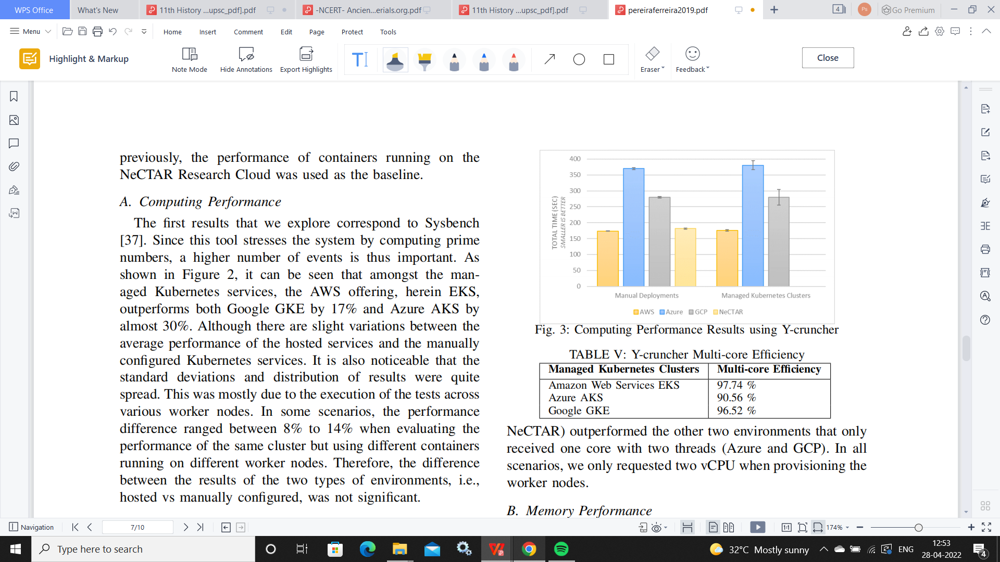 WPS Office
What's New
11th History ...upsc_pdf].pdf
-NCERT- Ancien...erials.org.pdf
11th History ...upsc_pdf].pdf
pereiraferreira2019.pdf
4
Ps
Go Premium
Menu
Home
Insert
Comment
Edit
Page
Protect
Tools
Highlight & Markup
Note Mode
Hide Annotations
Export Highlights
Eraser
Feedback
Close
previously, the performance of containers running on the
NeCTAR Research Cloud was used as the baseline.
A. Computing Performance
The first results that we explore correspond to Sysbench
[37]. Since this tool stresses the system by computing prime
numbers, a higher number of events is thus important. As
shown in Figure 2, it can be seen that amongst the man-
aged Kubernetes services, the AWS offering, herein EKS,
outperforms both Google GKE by 17% and Azure AKS by
almost 30%. Although there are slight variations between the
average performance of the hosted services and the manually
configured Kubernetes services. It is also noticeable that the
standard deviations and distribution of results were quite
spread. This was mostly due to the execution of the tests across
various worker nodes. In some scenarios, the performance
difference ranged between 8% to 14% when evaluating the
performance of the same cluster but using different containers
running on different worker nodes. Therefore, the difference
between the results of the two types of environments, i.e.,
hosted vs manually configured, was not significant.
TOTAL TIME (SEC)
SMALLER IS BETTER
400
350
300
250
200
150
100
50
0
Manual Deployments
Managed Kubernetes Clusters
AWS Azure GCP NeCTAR
Fig. 3: Computing Performance Results using Y-cruncher
TABLE V: Y-cruncher Multi-core Efficiency
Managed Kubernetes Clusters Multi-core Efficiency
Amazon Web Services EKS 97.74 %
Azure AKS 90.56 %
Google GKE 96.52 %
NeCTAR) outperformed the other two environments that only
received one core with two threads (Azure and GCP). In all
scenarios, we only requested two vCPU when provisioning the
worker nodes.
B. Memory Performance
Navigation
7/10
1:1
174%
Type here to search
32°C Mostly sunny
ENG
12:53
28-04-2022
4